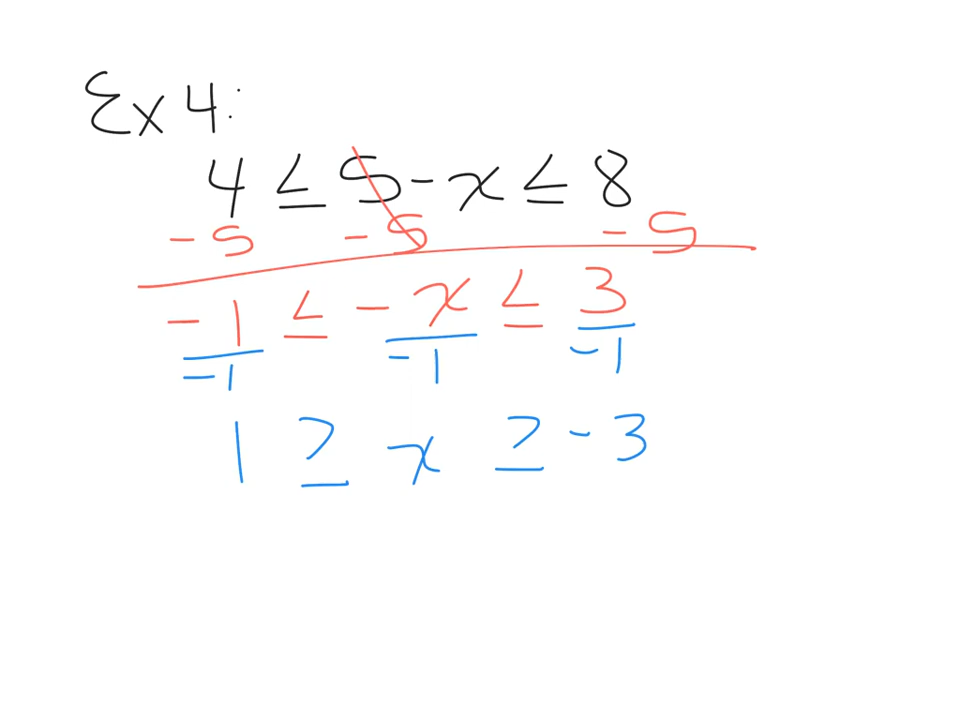 Ex 4:
4 ≤ 5 - x ≤ 8
- 5 - 5 - 5
- 1 ≤ - x ≤ 3
-1 -1 -1
1 ≥ x ≥ - 3